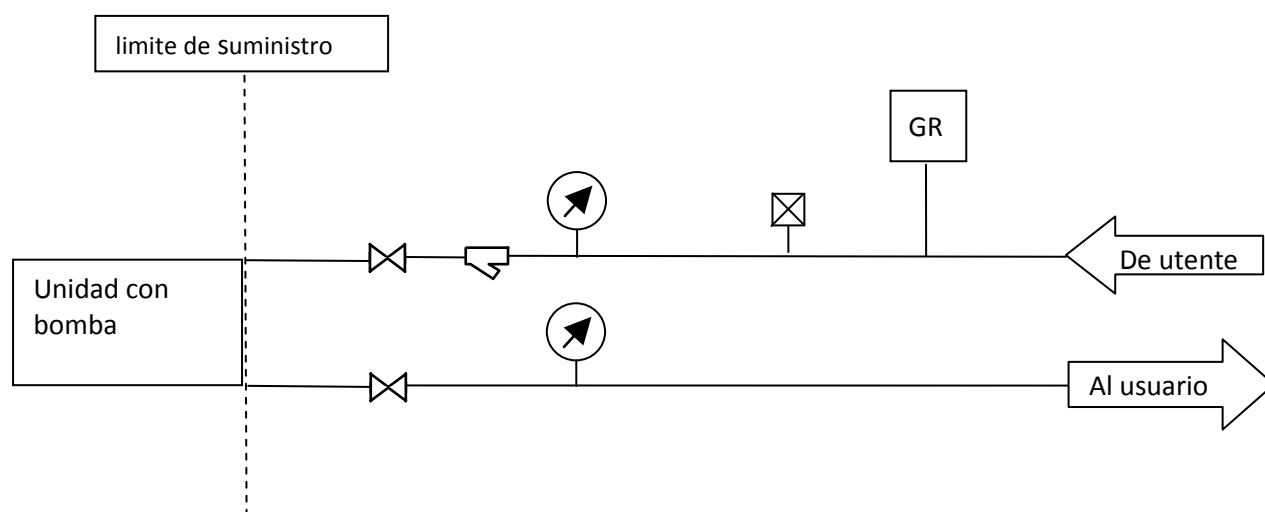 limite de suministro
GR
De utente
Unidad con
bomba
Al usuario